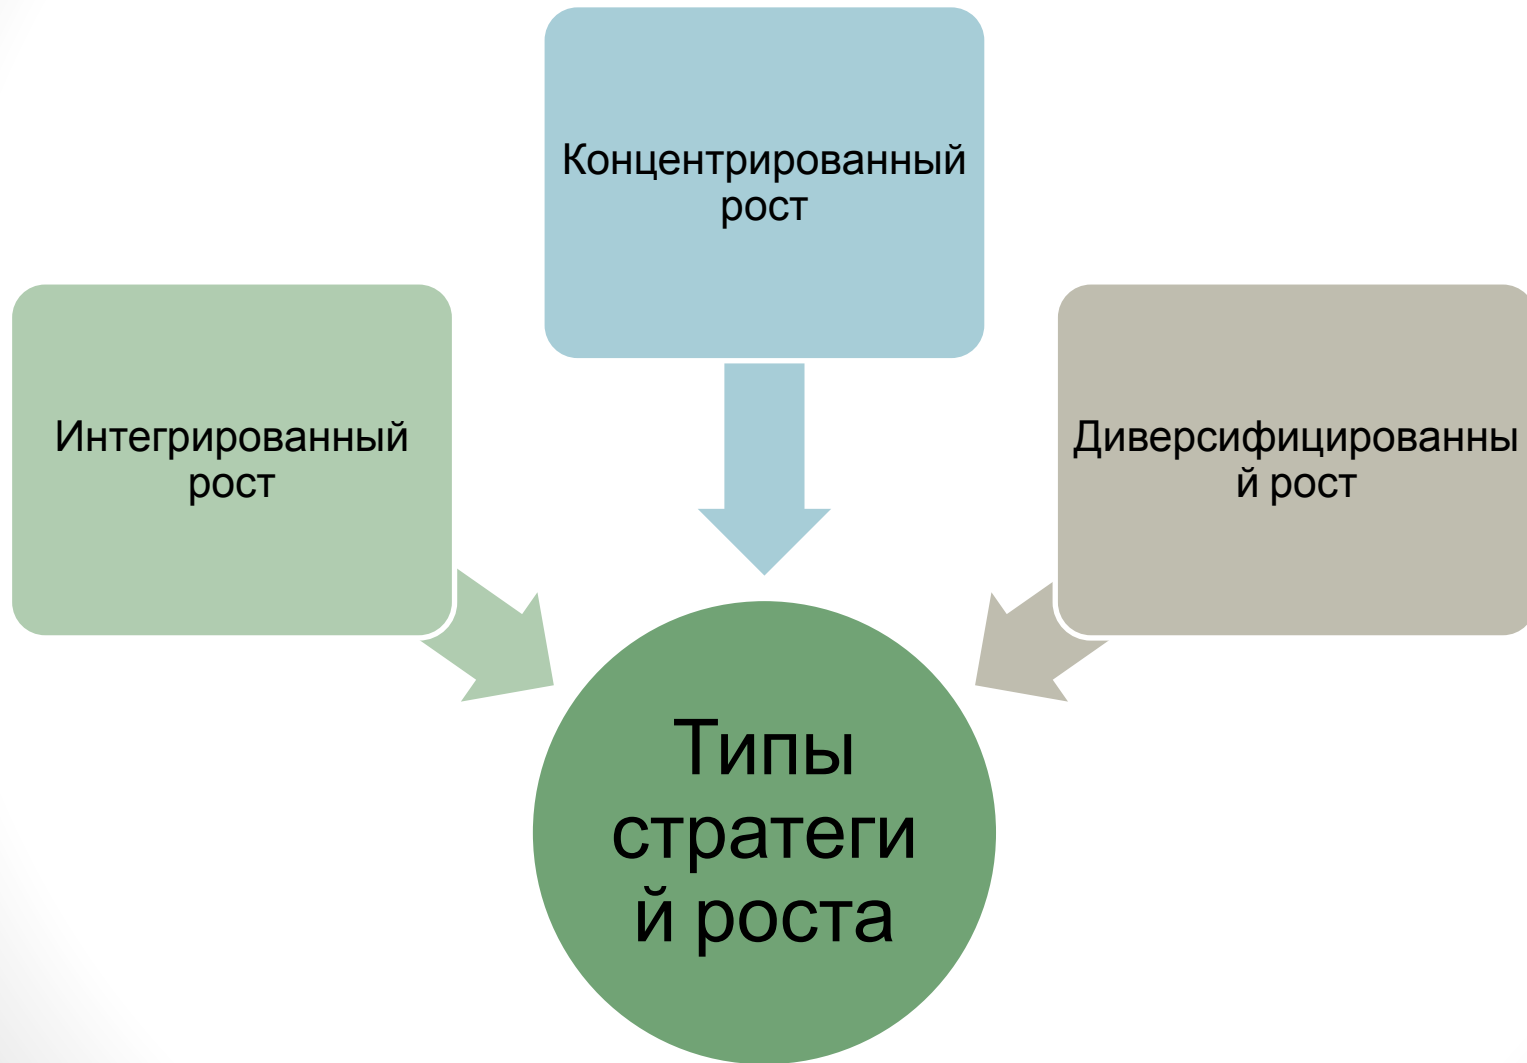 Концентрированный
рост
Интегрированный
рост
Диверсифицированны
й рост
Типы
стратеги
й роста